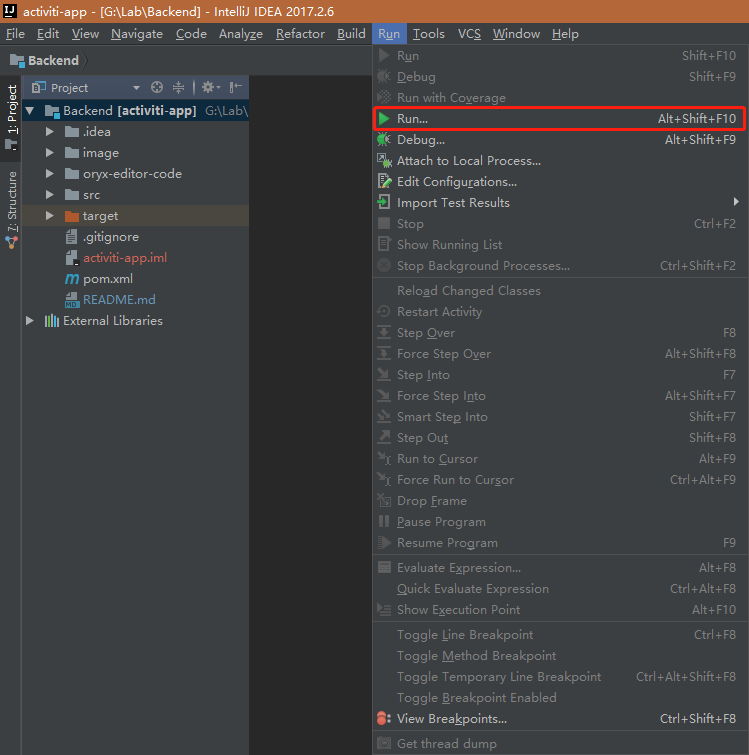 activiti-app - [G:\Lab\Backend] - IntelliJ IDEA 2017.2.6
File Edit View Navigate Code Analyze Refactor Build Run Tools VCS Window Help
Backend
1: Project
7: Structure
Project
Backend [activiti-app] G:\Lab\
.idea
image
oryx-editor-code
src
target
.gitignore
activiti-app.iml
pom.xml
README.md
External Libraries
Run Shift+F10
Debug Shift+F9
Run with Coverage
Run... Alt+Shift+F10
Debug... Alt+Shift+F9
Attach to Local Process...
Edit Configurations...
Import Test Results
Stop Ctrl+F2
Show Running List
Stop Background Processes... Ctrl+Shift+F2
Reload Changed Classes
Restart Activity
Step Over F8
Force Step Over Alt+Shift+F8
Step Into F7
Force Step Into Alt+Shift+F7
Smart Step Into Shift+F7
Step Out Shift+F8
Run to Cursor Alt+F9
Force Run to Cursor Ctrl+Alt+F9
Drop Frame
Pause Program
Resume Program F9
Evaluate Expression... Alt+F8
Quick Evaluate Expression Ctrl+Alt+F8
Show Execution Point Alt+F10
Toggle Line Breakpoint Ctrl+F8
Toggle Method Breakpoint
Toggle Temporary Line Breakpoint Ctrl+Alt+Shift+F8
Toggle Breakpoint Enabled
View Breakpoints... Ctrl+Shift+F8
Get thread dump